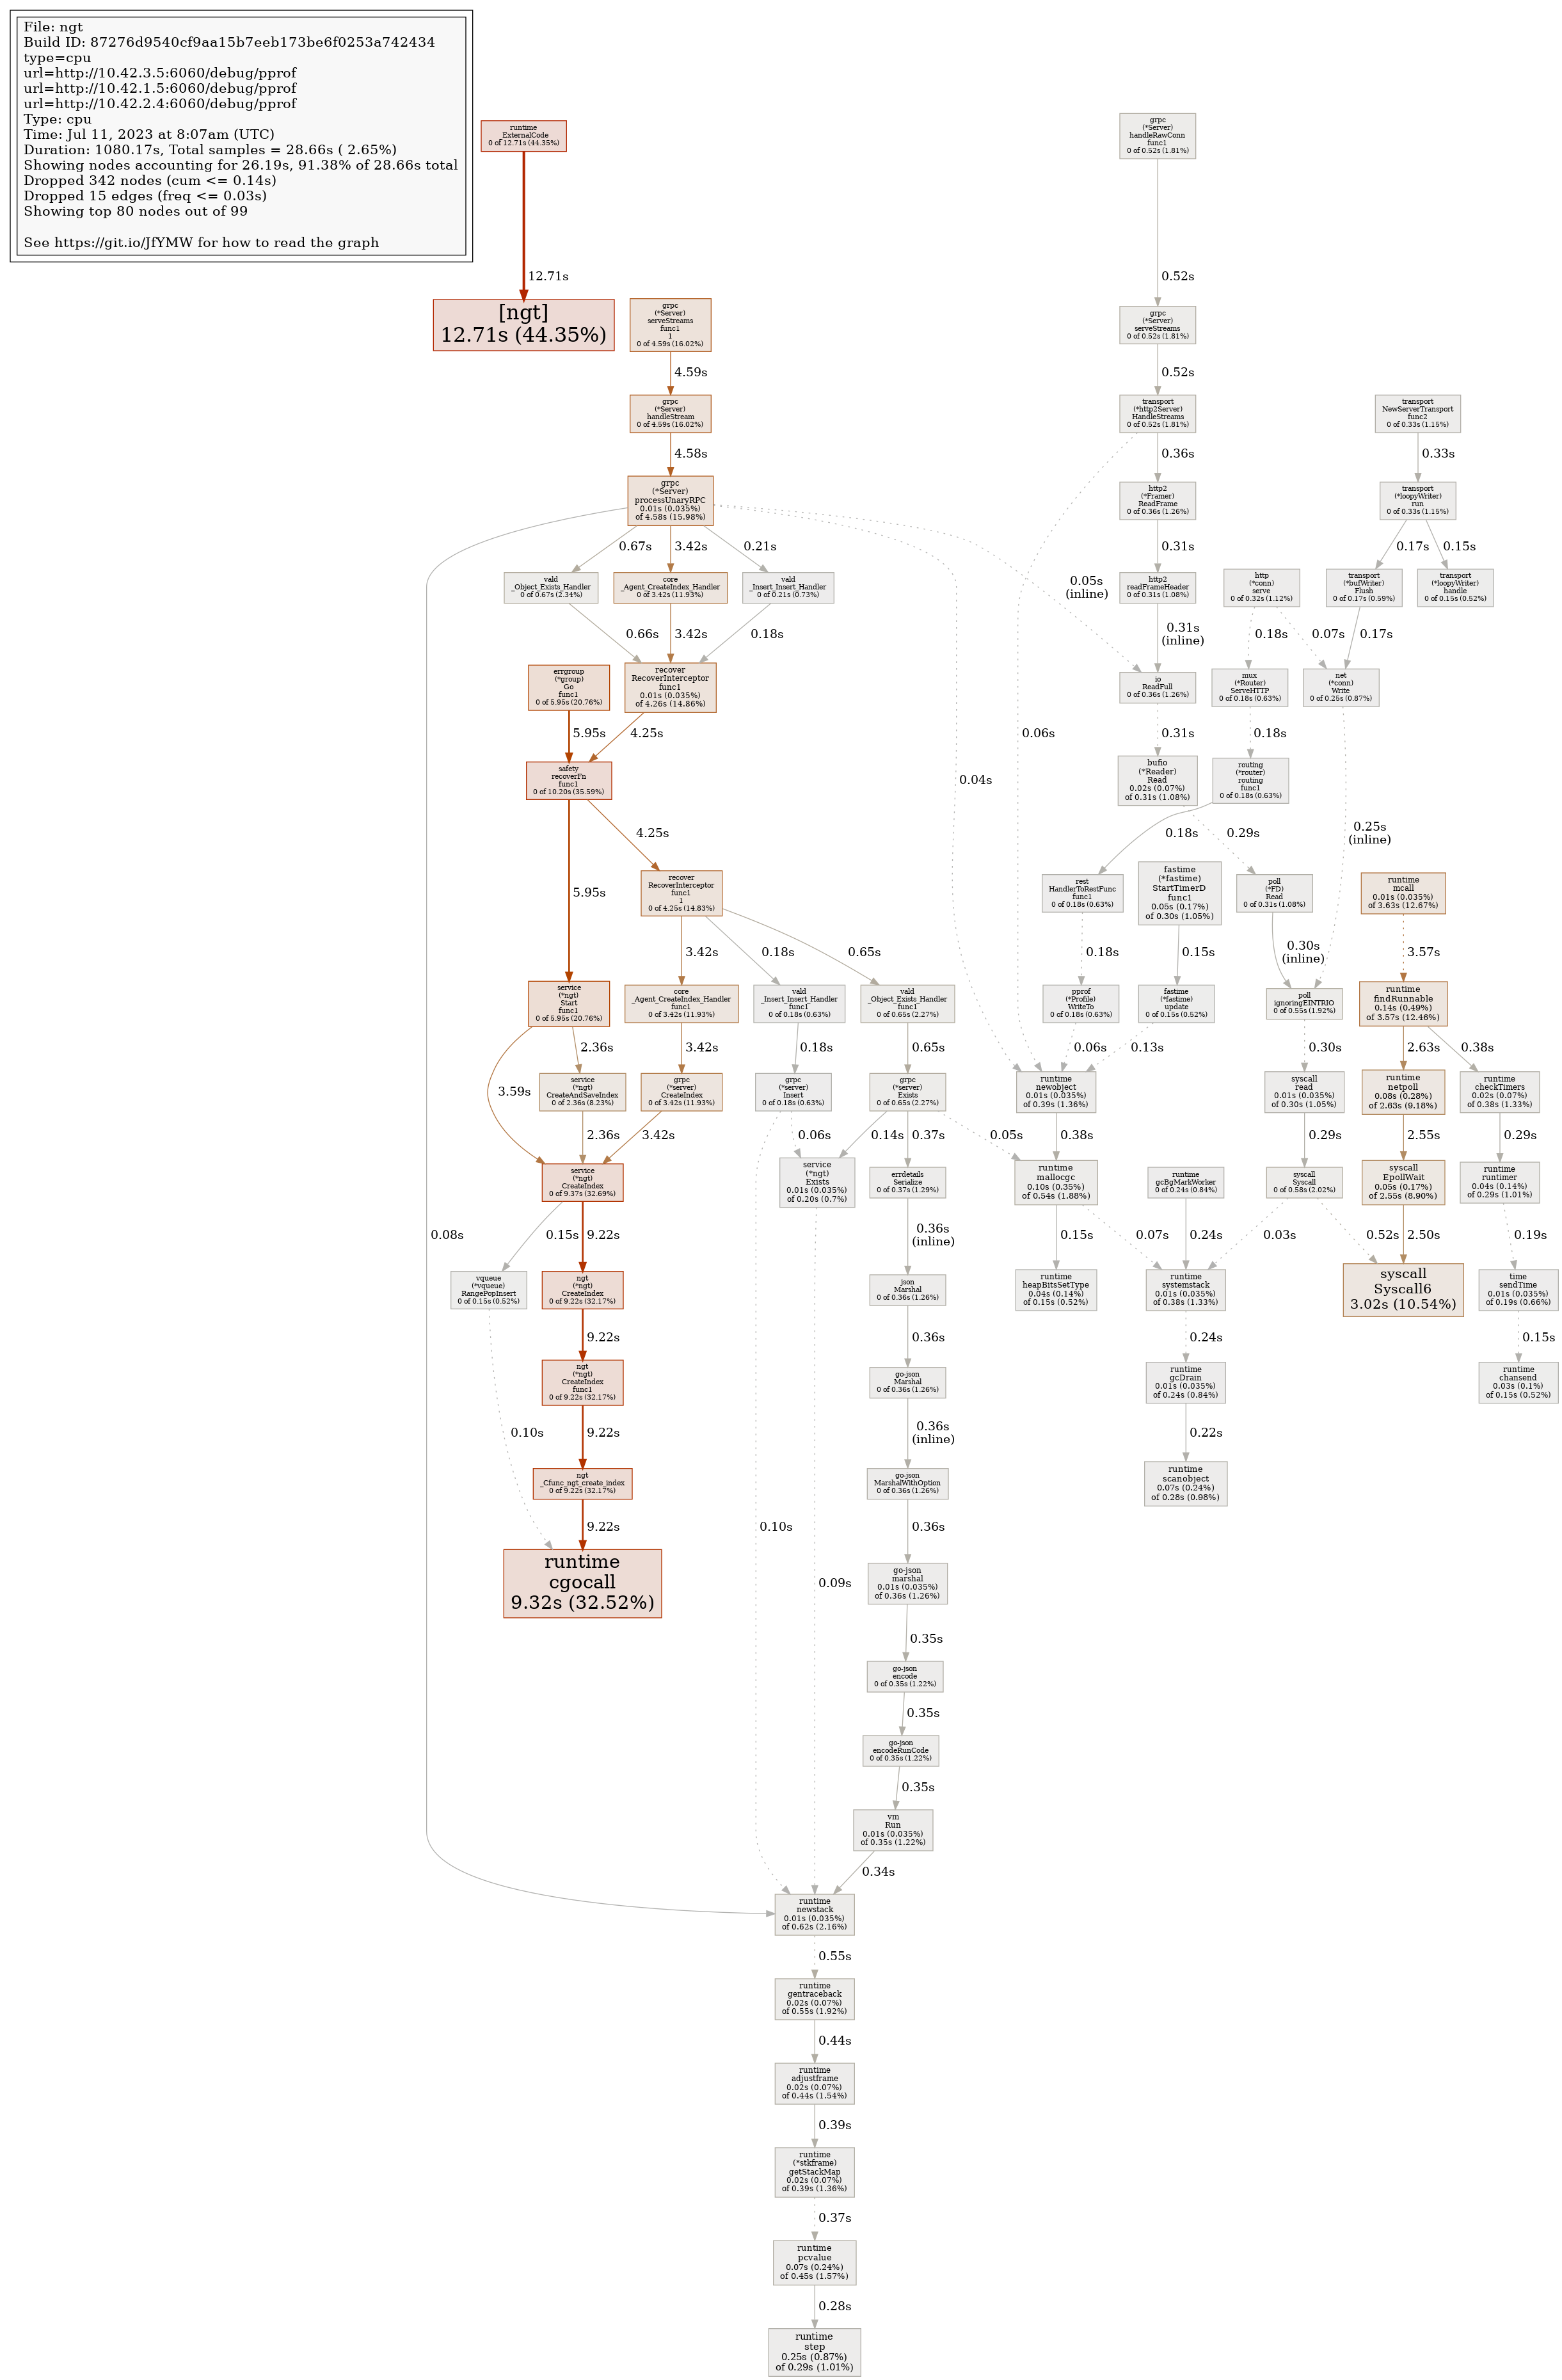 File: ngt
Build ID: 87276d9540cf9aa15b7eeb173be6f0253a742434
type=cpu
url=http://10.42.3.5:6060/debug/pprof
url=http://10.42.1.5:6060/debug/pprof
url=http://10.42.2.4:6060/debug/pprof
Type: cpu
Time: Jul 11, 2023 at 8:07am (UTC)
Duration: 1080.17s, Total samples = 28.66s ( 2.65%)
Showing nodes accounting for 26.19s, 91.38% of 28.66s total
Dropped 342 nodes (cum <= 0.14s)
Dropped 15 edges (freq <= 0.03s)
Showing top 80 nodes out of 99
See https://git.io/JfYMW for how to read the graph
runtime
_ExternalCode
0 of 12.71s (44.35%)
grpc
(*Server)
handleRawConn
func1
0 of 0.52s (1.81%)
12.71s
0.52s
[ngt]
12.71s (44.35%)
grpc
(*Server)
serveStreams
func1
1
0 of 4.59s (16.02%)
grpc
(*Server)
serveStreams
0 of 0.52s (1.81%)
4.59s
0.52s
grpc
(*Server)
handleStream
0 of 4.59s (16.02%)
transport
(*http2Server)
HandleStreams
0 of 0.52s (1.81%)
transport
NewServerTransport
func2
0 of 0.33s (1.15%)
4.58s
0.36s
0.33s
grpc
(*Server)
processUnaryRPC
0.01s (0.035%)
of 4.58s (15.98%)
http2
(*Framer)
ReadFrame
0 of 0.36s (1.26%)
transport
(*loopyWriter)
run
0 of 0.33s (1.15%)
0.67s
3.42s
0.21s
0.31s
0.17s
0.15s
vald
_Object_Exists_Handler
0 of 0.67s (2.34%)
core
_Agent_CreateIndex_Handler
0 of 3.42s (11.93%)
vald
_Insert_Insert_Handler
0 of 0.21s (0.73%)
0.05s
(inline)
http2
readFrameHeader
0 of 0.31s (1.08%)
http
(*conn)
serve
0 of 0.32s (1.12%)
transport
(*bufWriter)
Flush
0 of 0.17s (0.59%)
transport
(*loopyWriter)
handle
0 of 0.15s (0.52%)
0.66s
3.42s
0.18s
0.31s
(inline)
0.18s
0.07s
0.17s
errgroup
(*group)
Go
func1
0 of 5.95s (20.76%)
recover
RecoverInterceptor
func1
0.01s (0.035%)
of 4.26s (14.86%)
io
ReadFull
0 of 0.36s (1.26%)
mux
(*Router)
ServeHTTP
0 of 0.18s (0.63%)
net
(*conn)
Write
0 of 0.25s (0.87%)
5.95s
4.25s
0.06s
0.31s
0.18s
safety
recoverFn
func1
0 of 10.20s (35.59%)
0.04s
bufio
(*Reader)
Read
0.02s (0.07%)
of 0.31s (1.08%)
routing
(*router)
routing
func1
0 of 0.18s (0.63%)
4.25s
0.18s
0.29s
0.25s
(inline)
5.95s
recover
RecoverInterceptor
func1
1
0 of 4.25s (14.83%)
rest
HandlerToRestFunc
func1
0 of 0.18s (0.63%)
fastime
(*fastime)
StartTimerD
func1
0.05s (0.17%)
of 0.30s (1.05%)
poll
(*FD)
Read
0 of 0.31s (1.08%)
runtime
mcall
0.01s (0.035%)
of 3.63s (12.67%)
3.42s
0.18s
0.65s
0.18s
0.15s
0.30s
(inline)
3.57s
service
(*ngt)
Start
func1
0 of 5.95s (20.76%)
core
_Agent_CreateIndex_Handler
func1
0 of 3.42s (11.93%)
vald
_Insert_Insert_Handler
func1
0 of 0.18s (0.63%)
vald
_Object_Exists_Handler
func1
0 of 0.65s (2.27%)
pprof
(*Profile)
WriteTo
0 of 0.18s (0.63%)
fastime
(*fastime)
update
0 of 0.15s (0.52%)
poll
ignoringEINTRIO
0 of 0.55s (1.92%)
runtime
findRunnable
0.14s (0.49%)
of 3.57s (12.46%)
2.36s
3.42s
0.18s
0.65s
0.06s
0.13s
0.30s
2.63s
0.38s
3.59s
service
(*ngt)
CreateAndSaveIndex
0 of 2.36s (8.23%)
grpc
(*server)
CreateIndex
0 of 3.42s (11.93%)
grpc
(*server)
Insert
0 of 0.18s (0.63%)
grpc
(*server)
Exists
0 of 0.65s (2.27%)
runtime
newobject
0.01s (0.035%)
of 0.39s (1.36%)
syscall
read
0.01s (0.035%)
of 0.30s (1.05%)
runtime
netpoll
0.08s (0.28%)
of 2.63s (9.18%)
runtime
checkTimers
0.02s (0.07%)
of 0.38s (1.33%)
2.36s
3.42s
0.06s
0.14s
0.37s
0.05s
0.38s
0.29s
2.55s
0.29s
service
(*ngt)
CreateIndex
0 of 9.37s (32.69%)
service
(*ngt)
Exists
0.01s (0.035%)
of 0.20s (0.7%)
errdetails
Serialize
0 of 0.37s (1.29%)
runtime
mallocgc
0.10s (0.35%)
of 0.54s (1.88%)
runtime
gcBgMarkWorker
0 of 0.24s (0.84%)
syscall
Syscall
0 of 0.58s (2.02%)
syscall
EpollWait
0.05s (0.17%)
of 2.55s (8.90%)
runtime
runtimer
0.04s (0.14%)
of 0.29s (1.01%)
0.08s
0.15s
9.22s
0.36s
(inline)
0.15s
0.07s
0.24s
0.03s
0.52s
2.50s
0.19s
vqueue
(*vqueue)
RangePopInsert
0 of 0.15s (0.52%)
ngt
(*ngt)
CreateIndex
0 of 9.22s (32.17%)
json
Marshal
0 of 0.36s (1.26%)
runtime
heapBitsSetType
0.04s (0.14%)
of 0.15s (0.52%)
runtime
systemstack
0.01s (0.035%)
of 0.38s (1.33%)
syscall
Syscall6
3.02s (10.54%)
time
sendTime
0.01s (0.035%)
of 0.19s (0.66%)
9.22s
0.36s
0.24s
0.15s
ngt
(*ngt)
CreateIndex
func1
0 of 9.22s (32.17%)
go-json
Marshal
0 of 0.36s (1.26%)
runtime
gcDrain
0.01s (0.035%)
of 0.24s (0.84%)
runtime
chansend
0.03s (0.1%)
of 0.15s (0.52%)
0.10s
9.22s
0.36s
(inline)
0.22s
ngt
_Cfunc_ngt_create_index
0 of 9.22s (32.17%)
go-json
MarshalWithOption
0 of 0.36s (1.26%)
runtime
scanobject
0.07s (0.24%)
of 0.28s (0.98%)
9.22s
0.10s
0.36s
runtime
cgocall
9.32s (32.52%)
0.09s
go-json
marshal
0.01s (0.035%)
of 0.36s (1.26%)
0.35s
go-json
encode
0 of 0.35s (1.22%)
0.35s
go-json
encodeRunCode
0 of 0.35s (1.22%)
0.35s
vm
Run
0.01s (0.035%)
of 0.35s (1.22%)
0.34s
runtime
newstack
0.01s (0.035%)
of 0.62s (2.16%)
0.55s
runtime
gentraceback
0.02s (0.07%)
of 0.55s (1.92%)
0.44s
runtime
adjustframe
0.02s (0.07%)
of 0.44s (1.54%)
0.39s
runtime
(*stkframe)
getStackMap
0.02s (0.07%)
of 0.39s (1.36%)
0.37s
runtime
pcvalue
0.07s (0.24%)
of 0.45s (1.57%)
0.28s
runtime
step
0.25s (0.87%)
of 0.29s (1.01%)